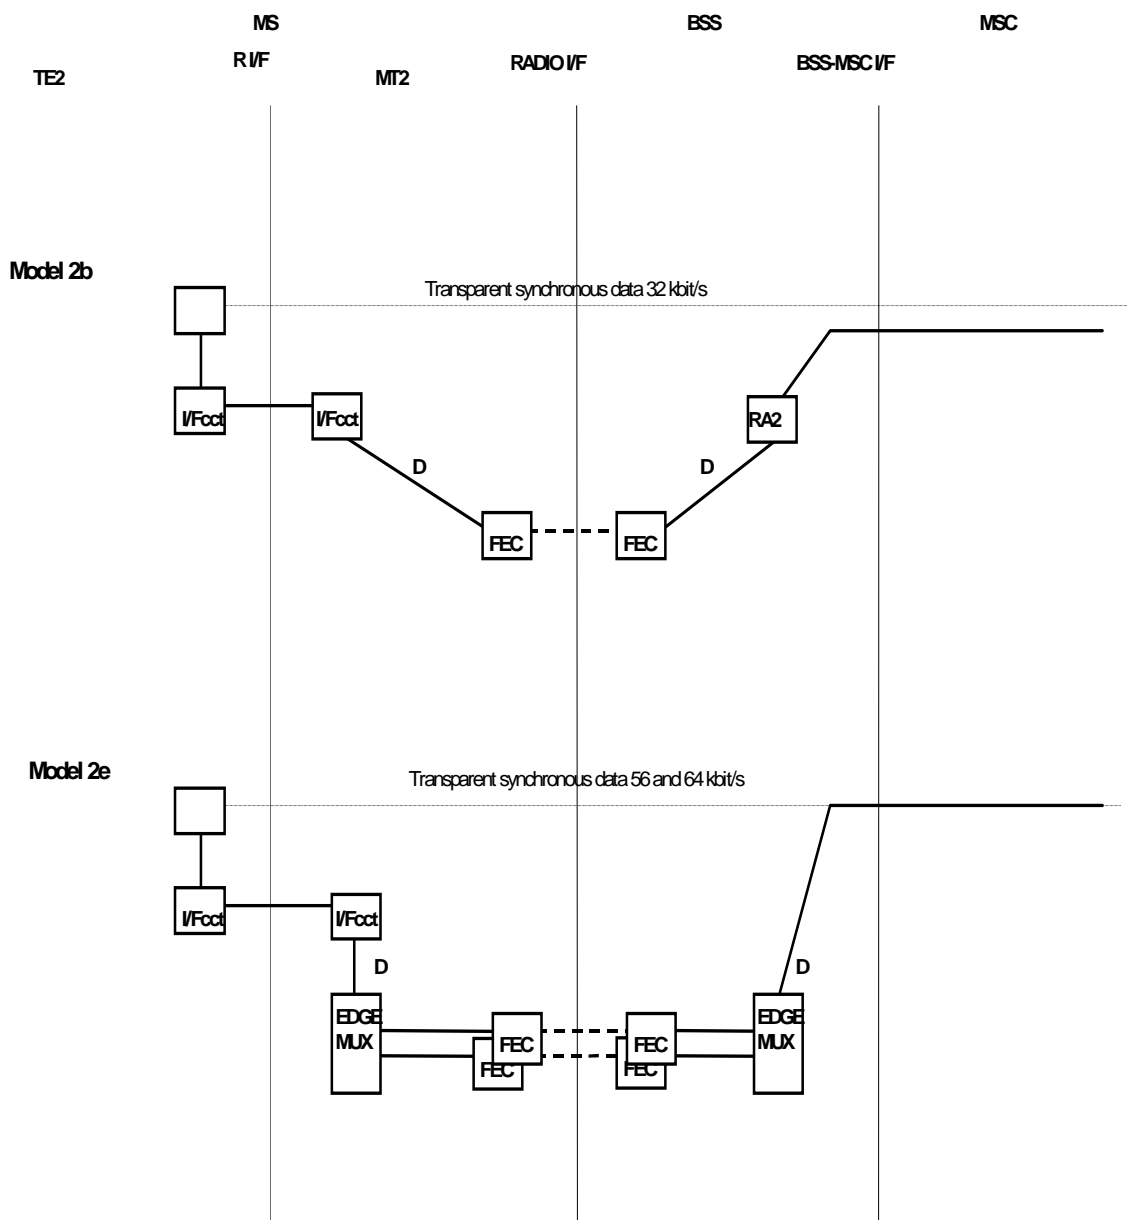 MS
BSS
MSC
R I/F
RADIO I/F
BSS-MSC I/F
TE2
MT2
Model 2b
Transparent synchronous data 32 kbit/s
I/Fcct
I/Fcct
RA2
D
D
FEC
FEC
Model 2e
Transparent synchronous data 56 and 64 kbit/s
I/Fcct
I/Fcct
D
D
EDGE
MUX
FEC
FEC
FEC
FEC
EDGE
MUX